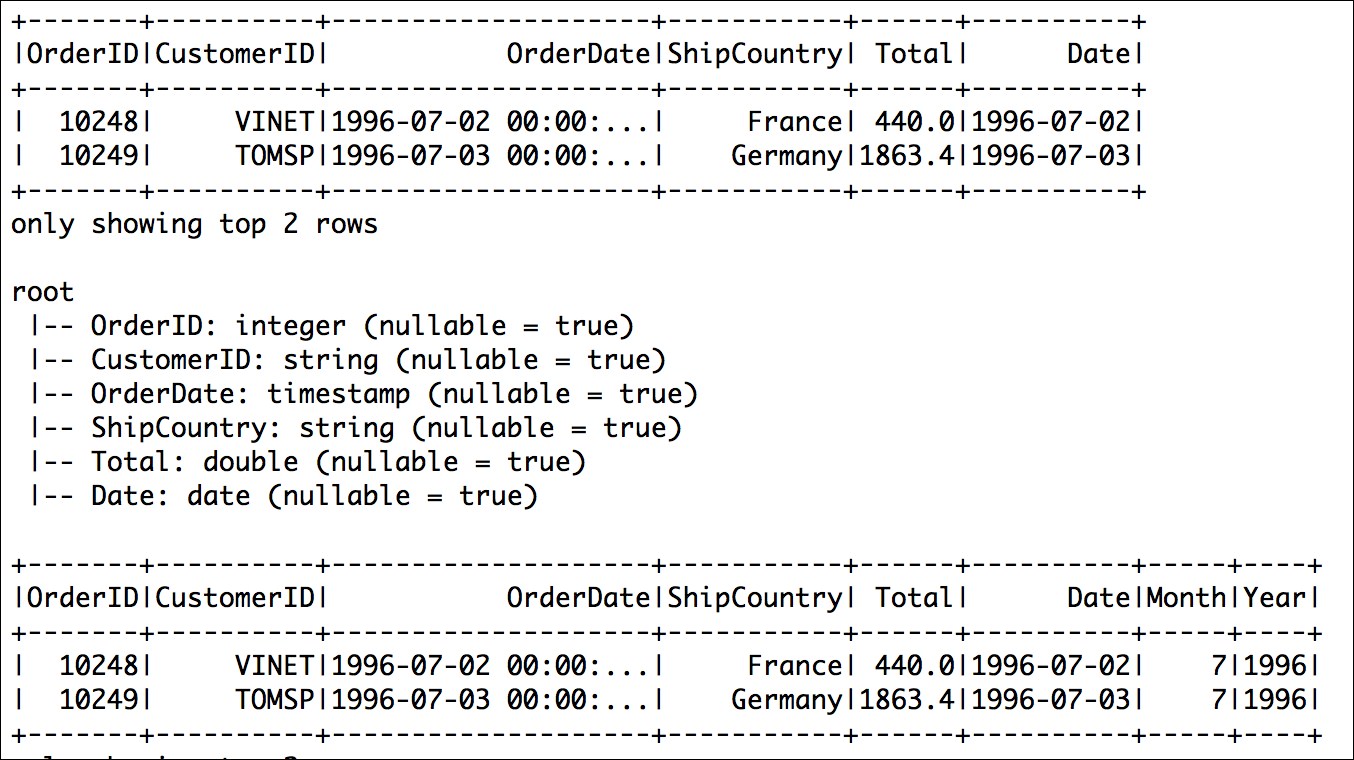 +-------+----------+--------------------+-----------+------+----------+
|OrderID|CustomerID|           OrderDate|ShipCountry| Total|      Date|
+-------+----------+--------------------+-----------+------+----------+
|  10248|     VINET|1996-07-02 00:00:...|     France| 440.0|1996-07-02|
|  10249|     TOMSP|1996-07-03 00:00:...|    Germany|1863.4|1996-07-03|
+-------+----------+--------------------+-----------+------+----------+
only showing top 2 rows
root
 |-- OrderID: integer (nullable = true)
 |-- CustomerID: string (nullable = true)
 |-- OrderDate: timestamp (nullable = true)
 |-- ShipCountry: string (nullable = true)
 |-- Total: double (nullable = true)
 |-- Date: date (nullable = true)
+-------+----------+--------------------+-----------+------+----------+-----+----+
|OrderID|CustomerID|           OrderDate|ShipCountry| Total|      Date|Month|Year|
+-------+----------+--------------------+-----------+------+----------+-----+----+
|  10248|     VINET|1996-07-02 00:00:...|     France| 440.0|1996-07-02|    7|1996|
|  10249|     TOMSP|1996-07-03 00:00:...|    Germany|1863.4|1996-07-03|    7|1996|
+-------+----------+--------------------+-----------+------+----------+-----+----+